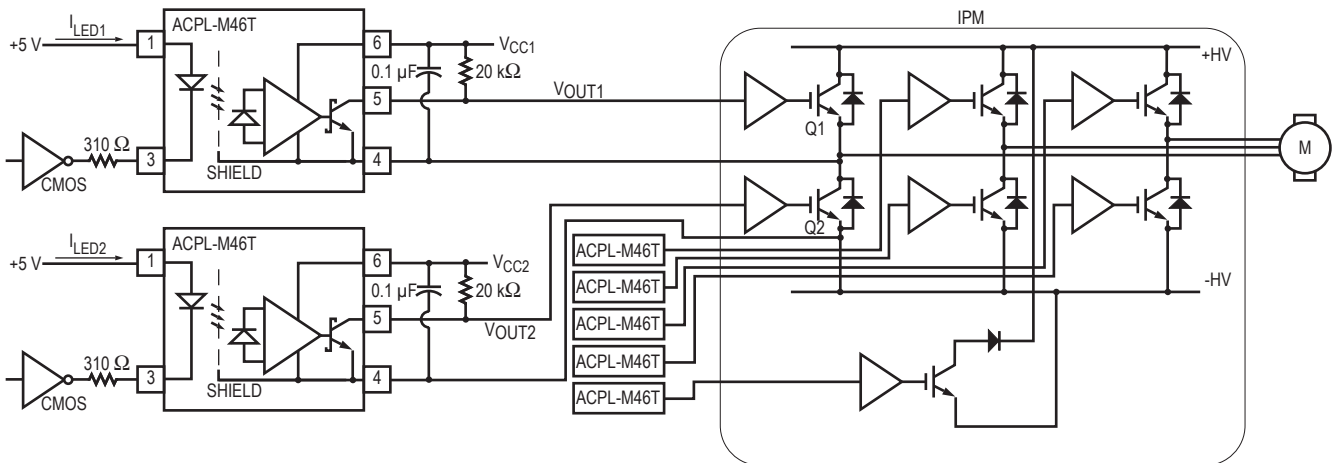 I LED1
ACPL-M46T
IPM
+5 V
1
6
VCC1
+HV
0.1 µF
20 kΩ
5
VOUT1
Q1
M
310 Ω
3
4
CMOS
SHIELD
Q2
I LED2
ACPL-M46T
ACPL-M46T
+5 V
1
6
VCC2
ACPL-M46T
-HV
0.1 µF
20 kΩ
5
VOUT2
ACPL-M46T
310 Ω
ACPL-M46T
3
4
CMOS
SHIELD
ACPL-M46T